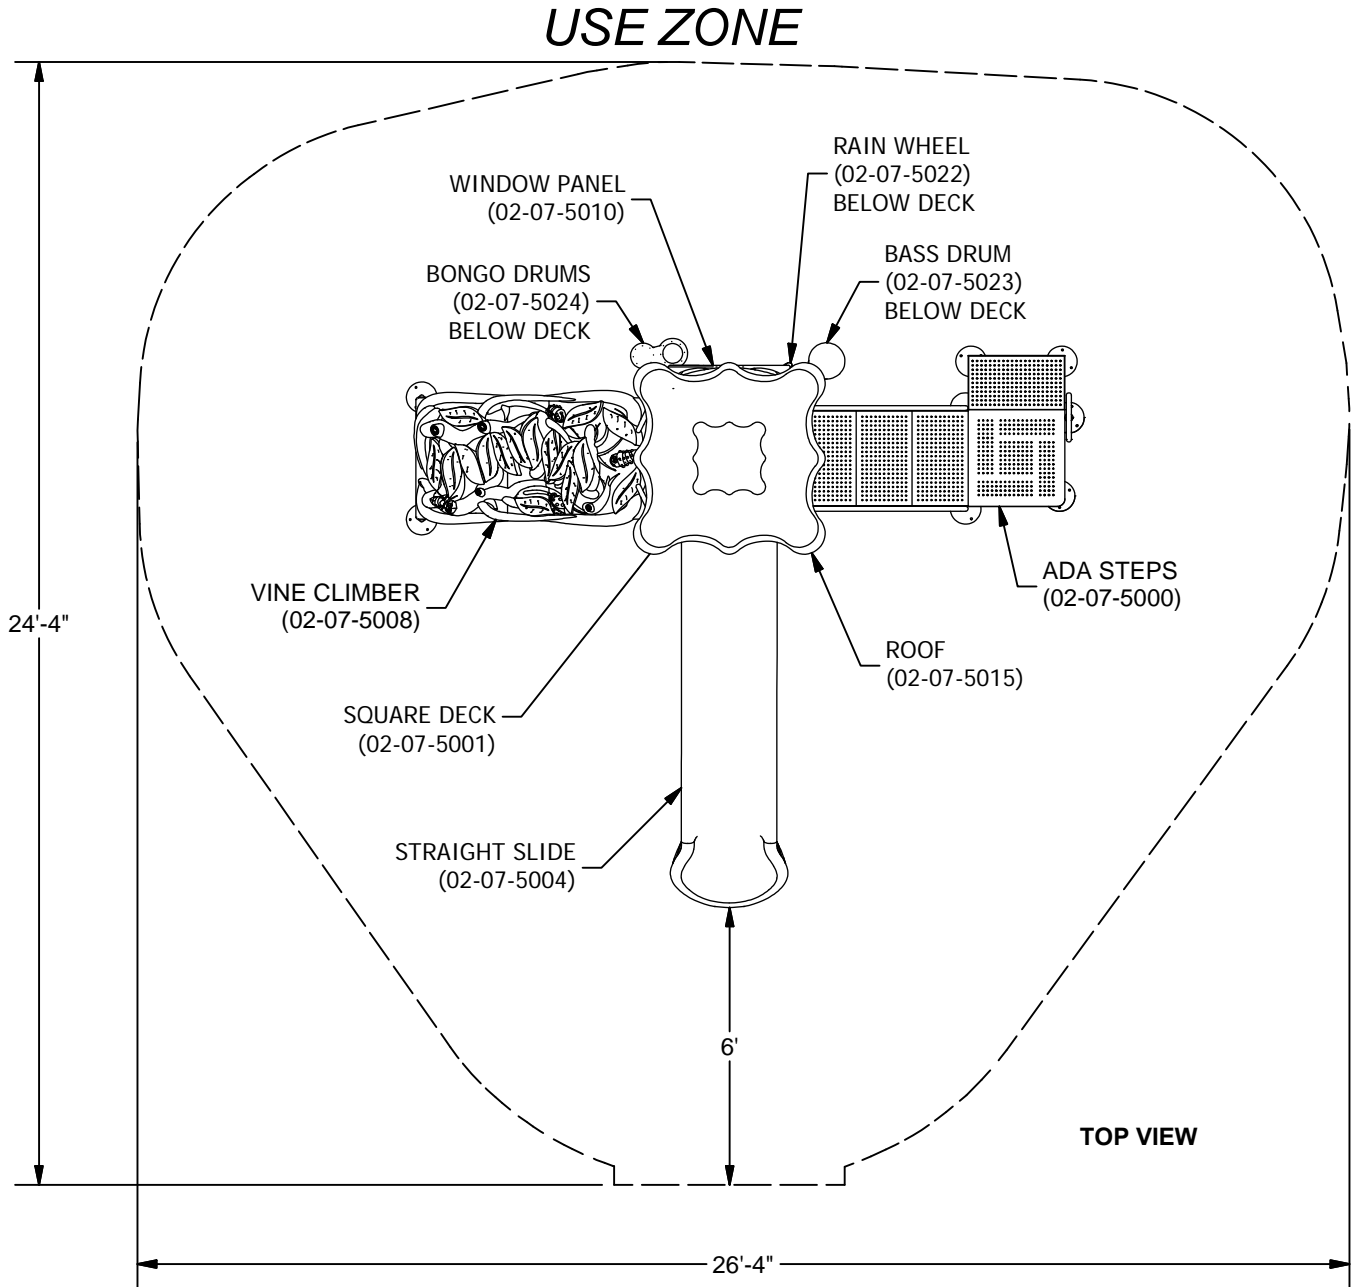 USE ZONE
RAIN WHEEL
(02-07-5022)
BELOW DECK
WINDOW PANEL
(02-07-5010)
BASS DRUM
(02-07-5023)
BELOW DECK
BONGO DRUMS
(02-07-5024)
BELOW DECK
VINE CLIMBER
(02-07-5008)
ADA STEPS
(02-07-5000)
24'-4"
ROOF
(02-07-5015)
SQUARE DECK
(02-07-5001)
STRAIGHT SLIDE
(02-07-5004)
6'
TOP VIEW
26'-4"